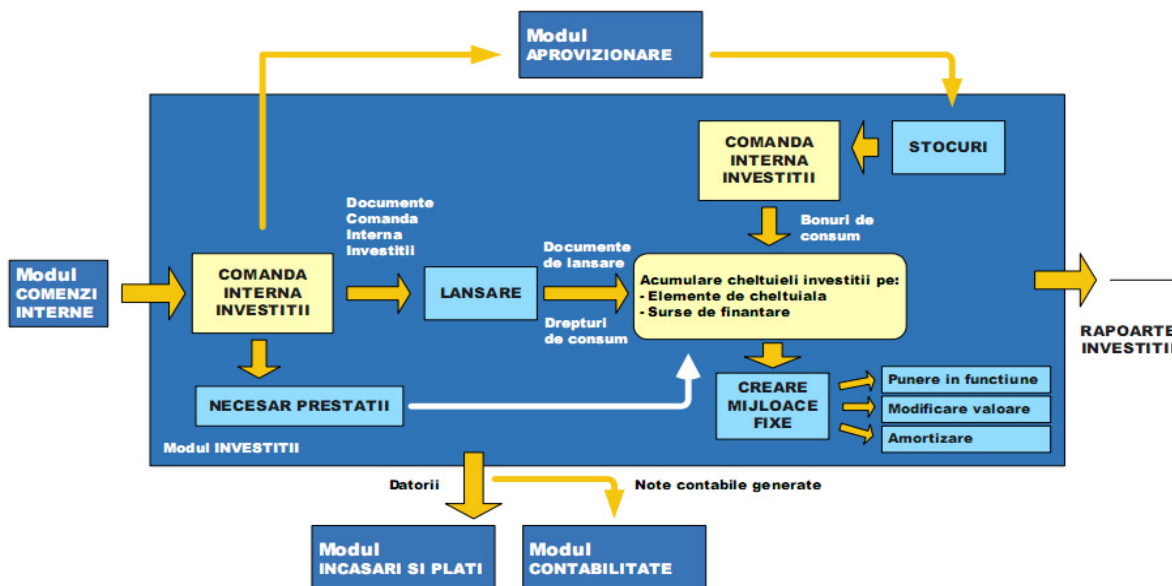 Modul
APROVIZIONARE
COMANDA
INTERNA
INVESTITII
STOCURI
Documente
Comanda
Interna
Investitii
Bonuri de
consum
Documente
de lansare
Modul
COMENZI
INTERNE
COMANDA
INTERNA
INVESTITII
LANSARE
Acumulare cheltuieli investitii pe:
- Elemente de cheltuiala
- Surse de finantare
Drepturi
de consum
RAPOARTE
INVESTITII
NECESAR PRESTATII
CREARE
MIJLOACE
FIXE
Punere in functiune
Modificare valoare
Amortizare
Modul INVESTITII
Datorii
Note contabile generate
Modul
INCASARI SI PLATI
Modul
CONTABILITATE